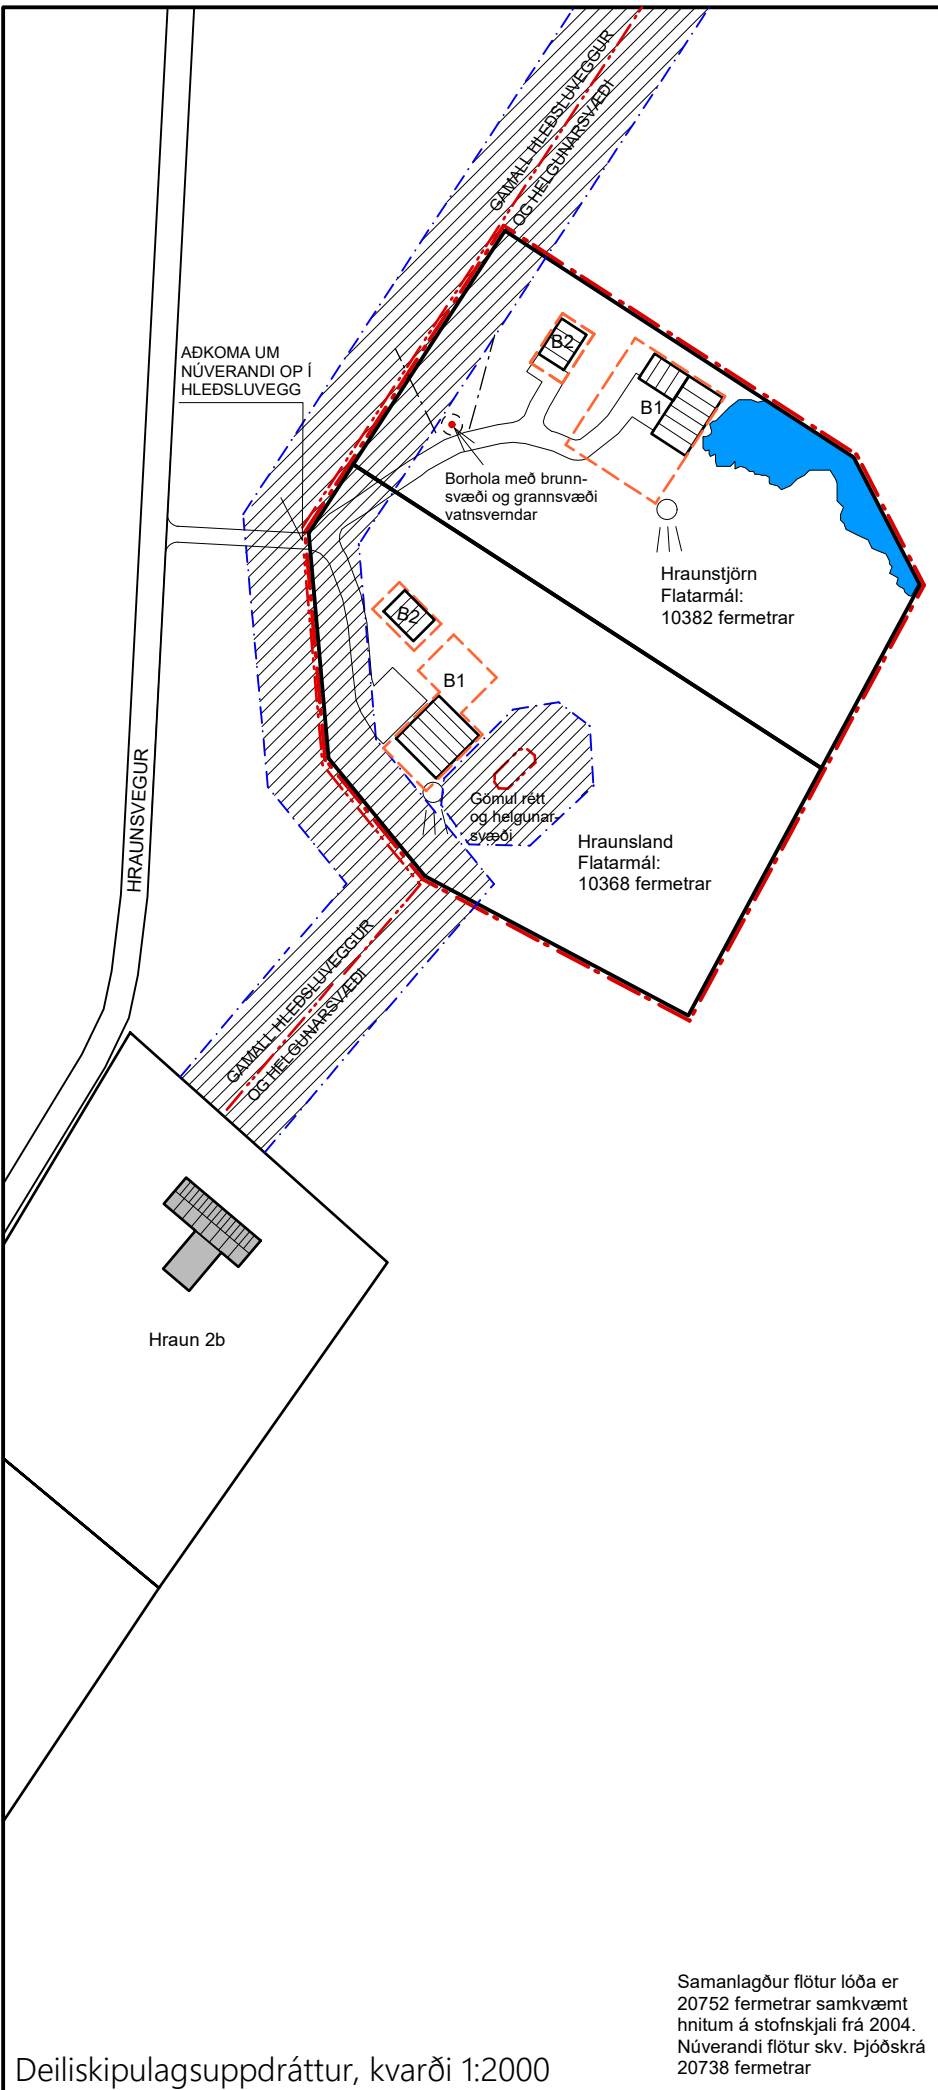 GAMALL HLEÐSLUVEGGUR
OG HELGUNARSVÆÐI
AÐKOMA UM
NÚVERANDI OP Í
HLEÐSLUVEGG
B2
B1
Borhola með brunn-
svæði og grannsvæði
vatnsverndar
Hraunstjörn
Flatarmál:
10382 fermetrar
B2
B1
HRAUNSVEGUR
Gömul rétt
og helgunar-
svæði
Hraunsland
Flatarmál:
10368 fermetrar
GAMALL HLEÐSLUVEGGUR
OG HELGUNARSVÆÐI
Hraun 2b
Samanlagður flötur lóða er
20752 fermetrar samkvæmt
hnitum á stofnskjali frá 2004.
Núverandi flötur skv. Þjóðskrá
20738 fermetrar
Deiliskipulagsuppdráttur, kvarði 1:2000